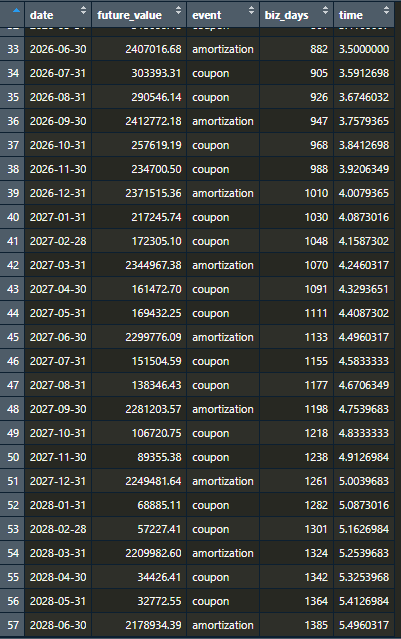 date future_value event biz_days time
33 2026-06-30 2407016.68 amortization 882 3.5000000
34 2026-07-31 303393.31 coupon 905 3.5912698
35 2026-08-31 290546.14 coupon 926 3.6746032
36 2026-09-30 2412772.18 amortization 947 3.7579365
37 2026-10-31 257619.19 coupon 968 3.8412698
38 2026-11-30 234700.50 coupon 988 3.9206349
39 2026-12-31 2371515.36 amortization 1010 4.0079365
40 2027-01-31 217245.74 coupon 1030 4.0873016
41 2027-02-28 172305.10 coupon 1048 4.1587302
42 2027-03-31 2344967.38 amortization 1070 4.2460317
43 2027-04-30 161472.70 coupon 1091 4.3293651
44 2027-05-31 169432.25 coupon 1111 4.4087302
45 2027-06-30 2299776.09 amortization 1133 4.4960317
46 2027-07-31 151504.59 coupon 1155 4.5833333
47 2027-08-31 138346.43 coupon 1177 4.6706349
48 2027-09-30 2281203.57 amortization 1198 4.7539683
49 2027-10-31 106720.75 coupon 1218 4.8333333
50 2027-11-30 89355.38 coupon 1238 4.9126984
51 2027-12-31 2249481.64 amortization 1261 5.0039683
52 2028-01-31 68885.11 coupon 1282 5.0873016
53 2028-02-28 57227.41 coupon 1301 5.1626984
54 2028-03-31 2209982.60 amortization 1324 5.2539683
55 2028-04-30 34426.41 coupon 1342 5.3253968
56 2028-05-31 32772.55 coupon 1364 5.4126984
57 2028-06-30 2178934.39 amortization 1385 5.4960317